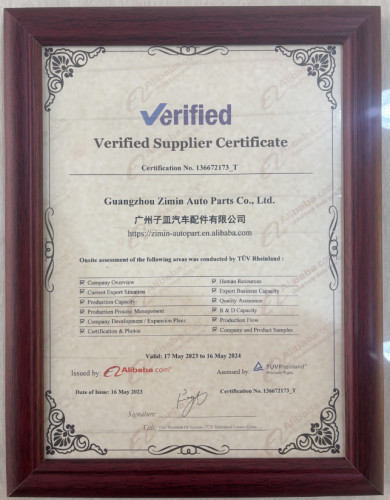 Verified
Verified Supplier Certificate
Certification No. 136672173_T
Guangzhou Zimin Auto Parts Co., Ltd.
广州子皿汽车配件有限公司
https://zimin-autopart.en.alibaba.com
Onsite assessment of the following areas was conducted by TÜV Rheinland :
Company Overview
Human Resources
Current Export Situation
Export Business Capacity
Production Capacity
Quality Assurance
Production Process Management
R & D Capacity
Company Development / Expansion Plans
Production Flow
Certification & Photos
Company and Product Samples
Valid: 17 May 2023 to 16 May 2024
Issued by: Alibaba.com
Assessed by: TÜVRheinland
Date of Issue: 16 May 2023
Certification No. 136672173_T
Signature:
Title: